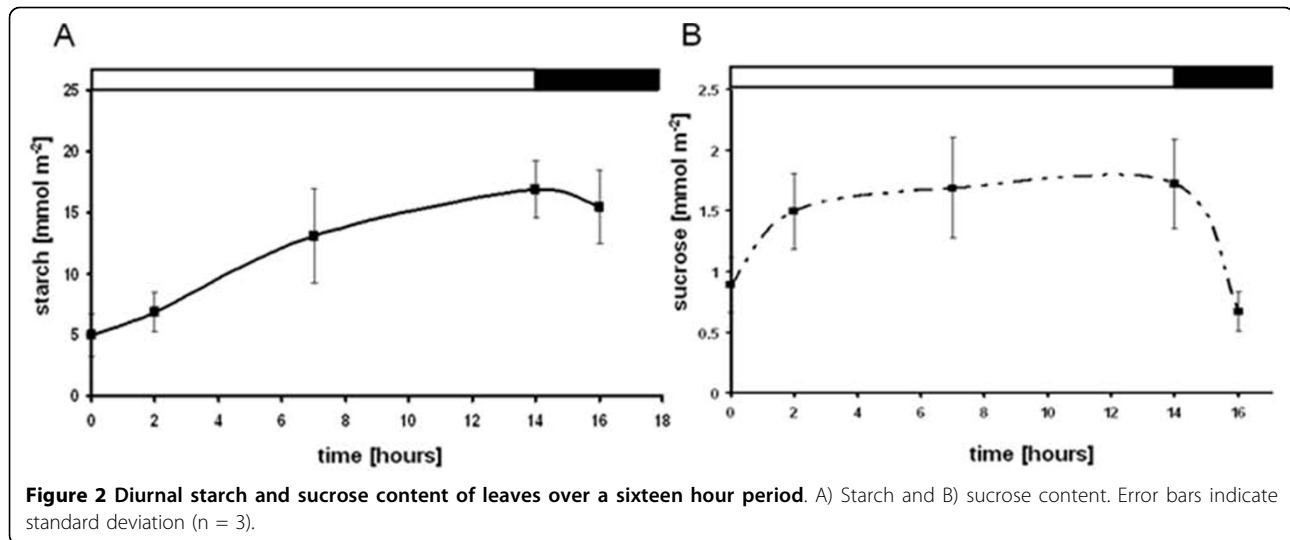 A
25
20
15
10
5
0
starch [mmol m-2]
0 2 4 6 8 10 12 14 16 18
time [hours]
B
2.5
2
1.5
1
0.5
0
sucrose [mmol m-2]
0 2 4 6 8 10 12 14 16
time [hours]
Figure 2 Diurnal starch and sucrose content of leaves over a sixteen hour period. A) Starch and B) sucrose content. Error bars indicate
standard deviation (n = 3).